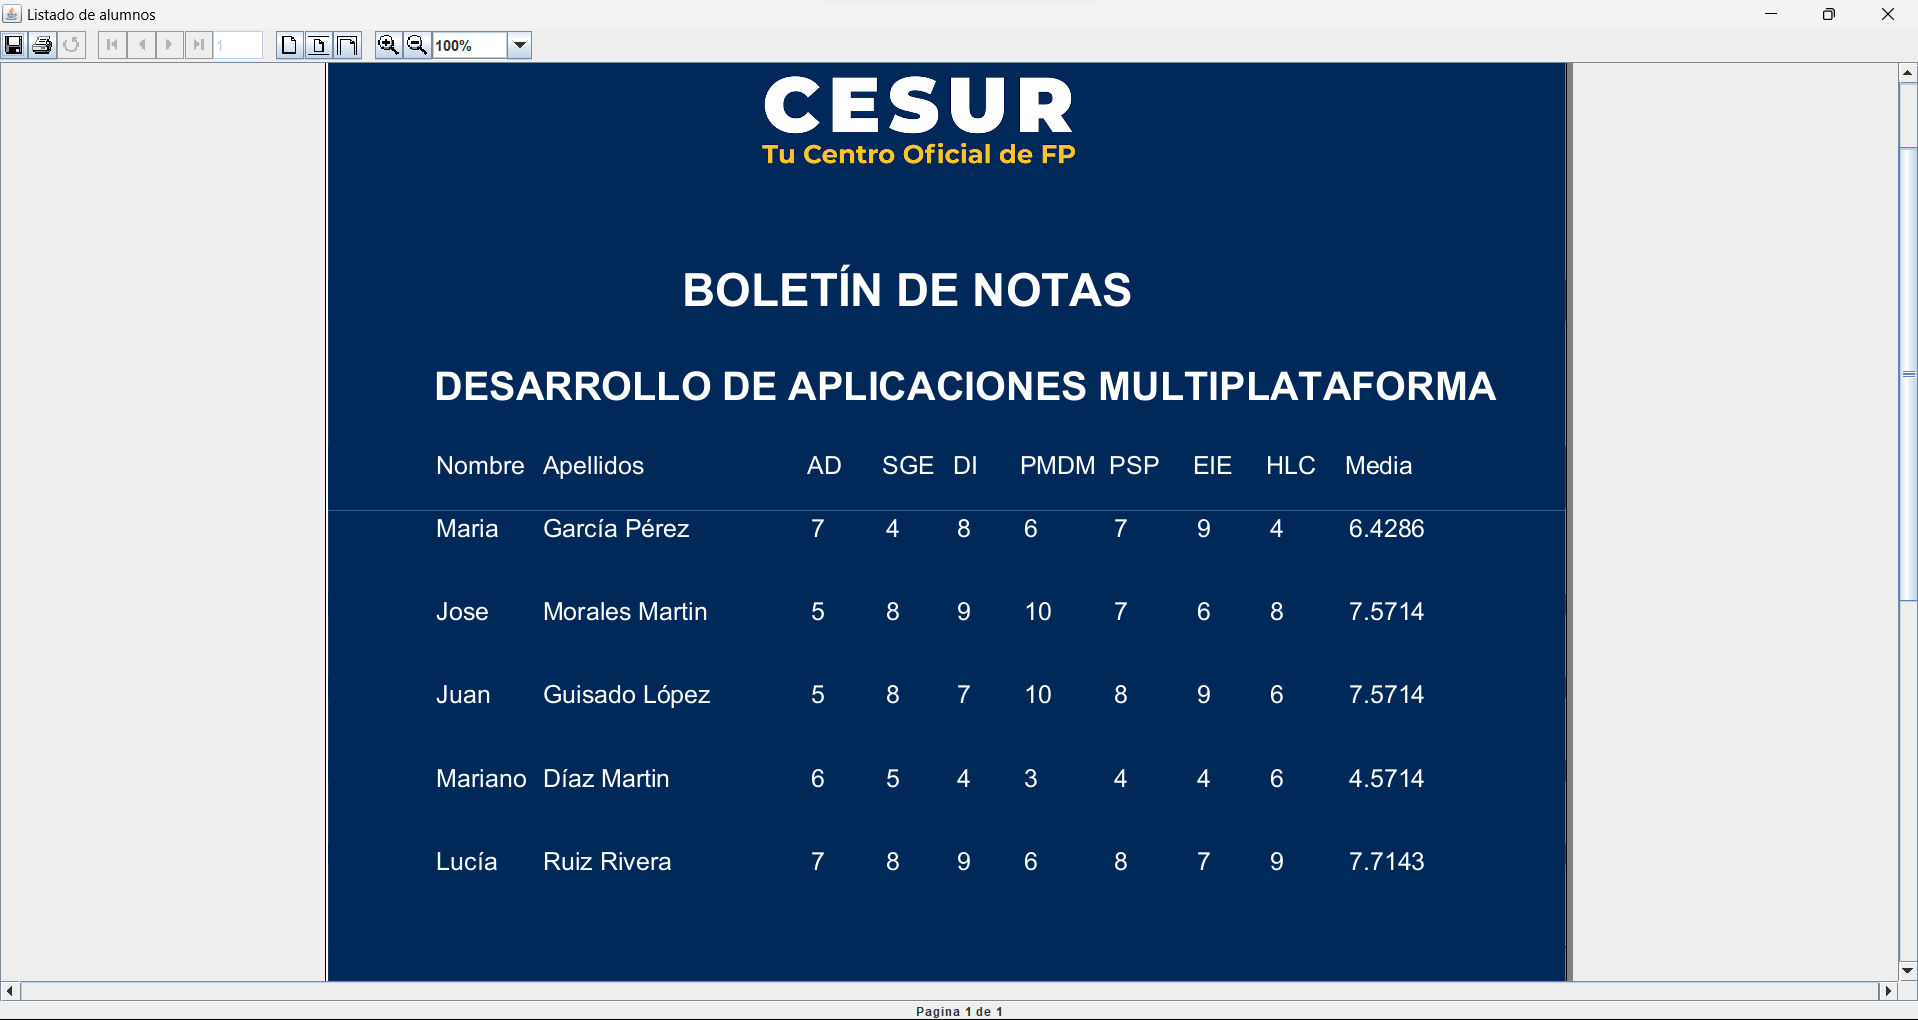 Listado de alumnos
1
100%
CESUR
Tu Centro Oficial de FP
BOLETÍN DE NOTAS
DESARROLLO DE APLICACIONES MULTIPLATAFORMA
Nombre Apellidos AD SGE DI PMDM PSP EIE HLC Media
Maria García Pérez 7 4 8 6 7 9 4 6.4286
Jose Morales Martin 5 8 9 10 7 6 8 7.5714
Juan Guisado López 5 8 7 10 8 9 6 7.5714
Mariano Díaz Martin 6 5 4 3 4 4 6 4.5714
Lucía Ruiz Rivera 7 8 9 6 8 7 9 7.7143
Pagina 1 de 1